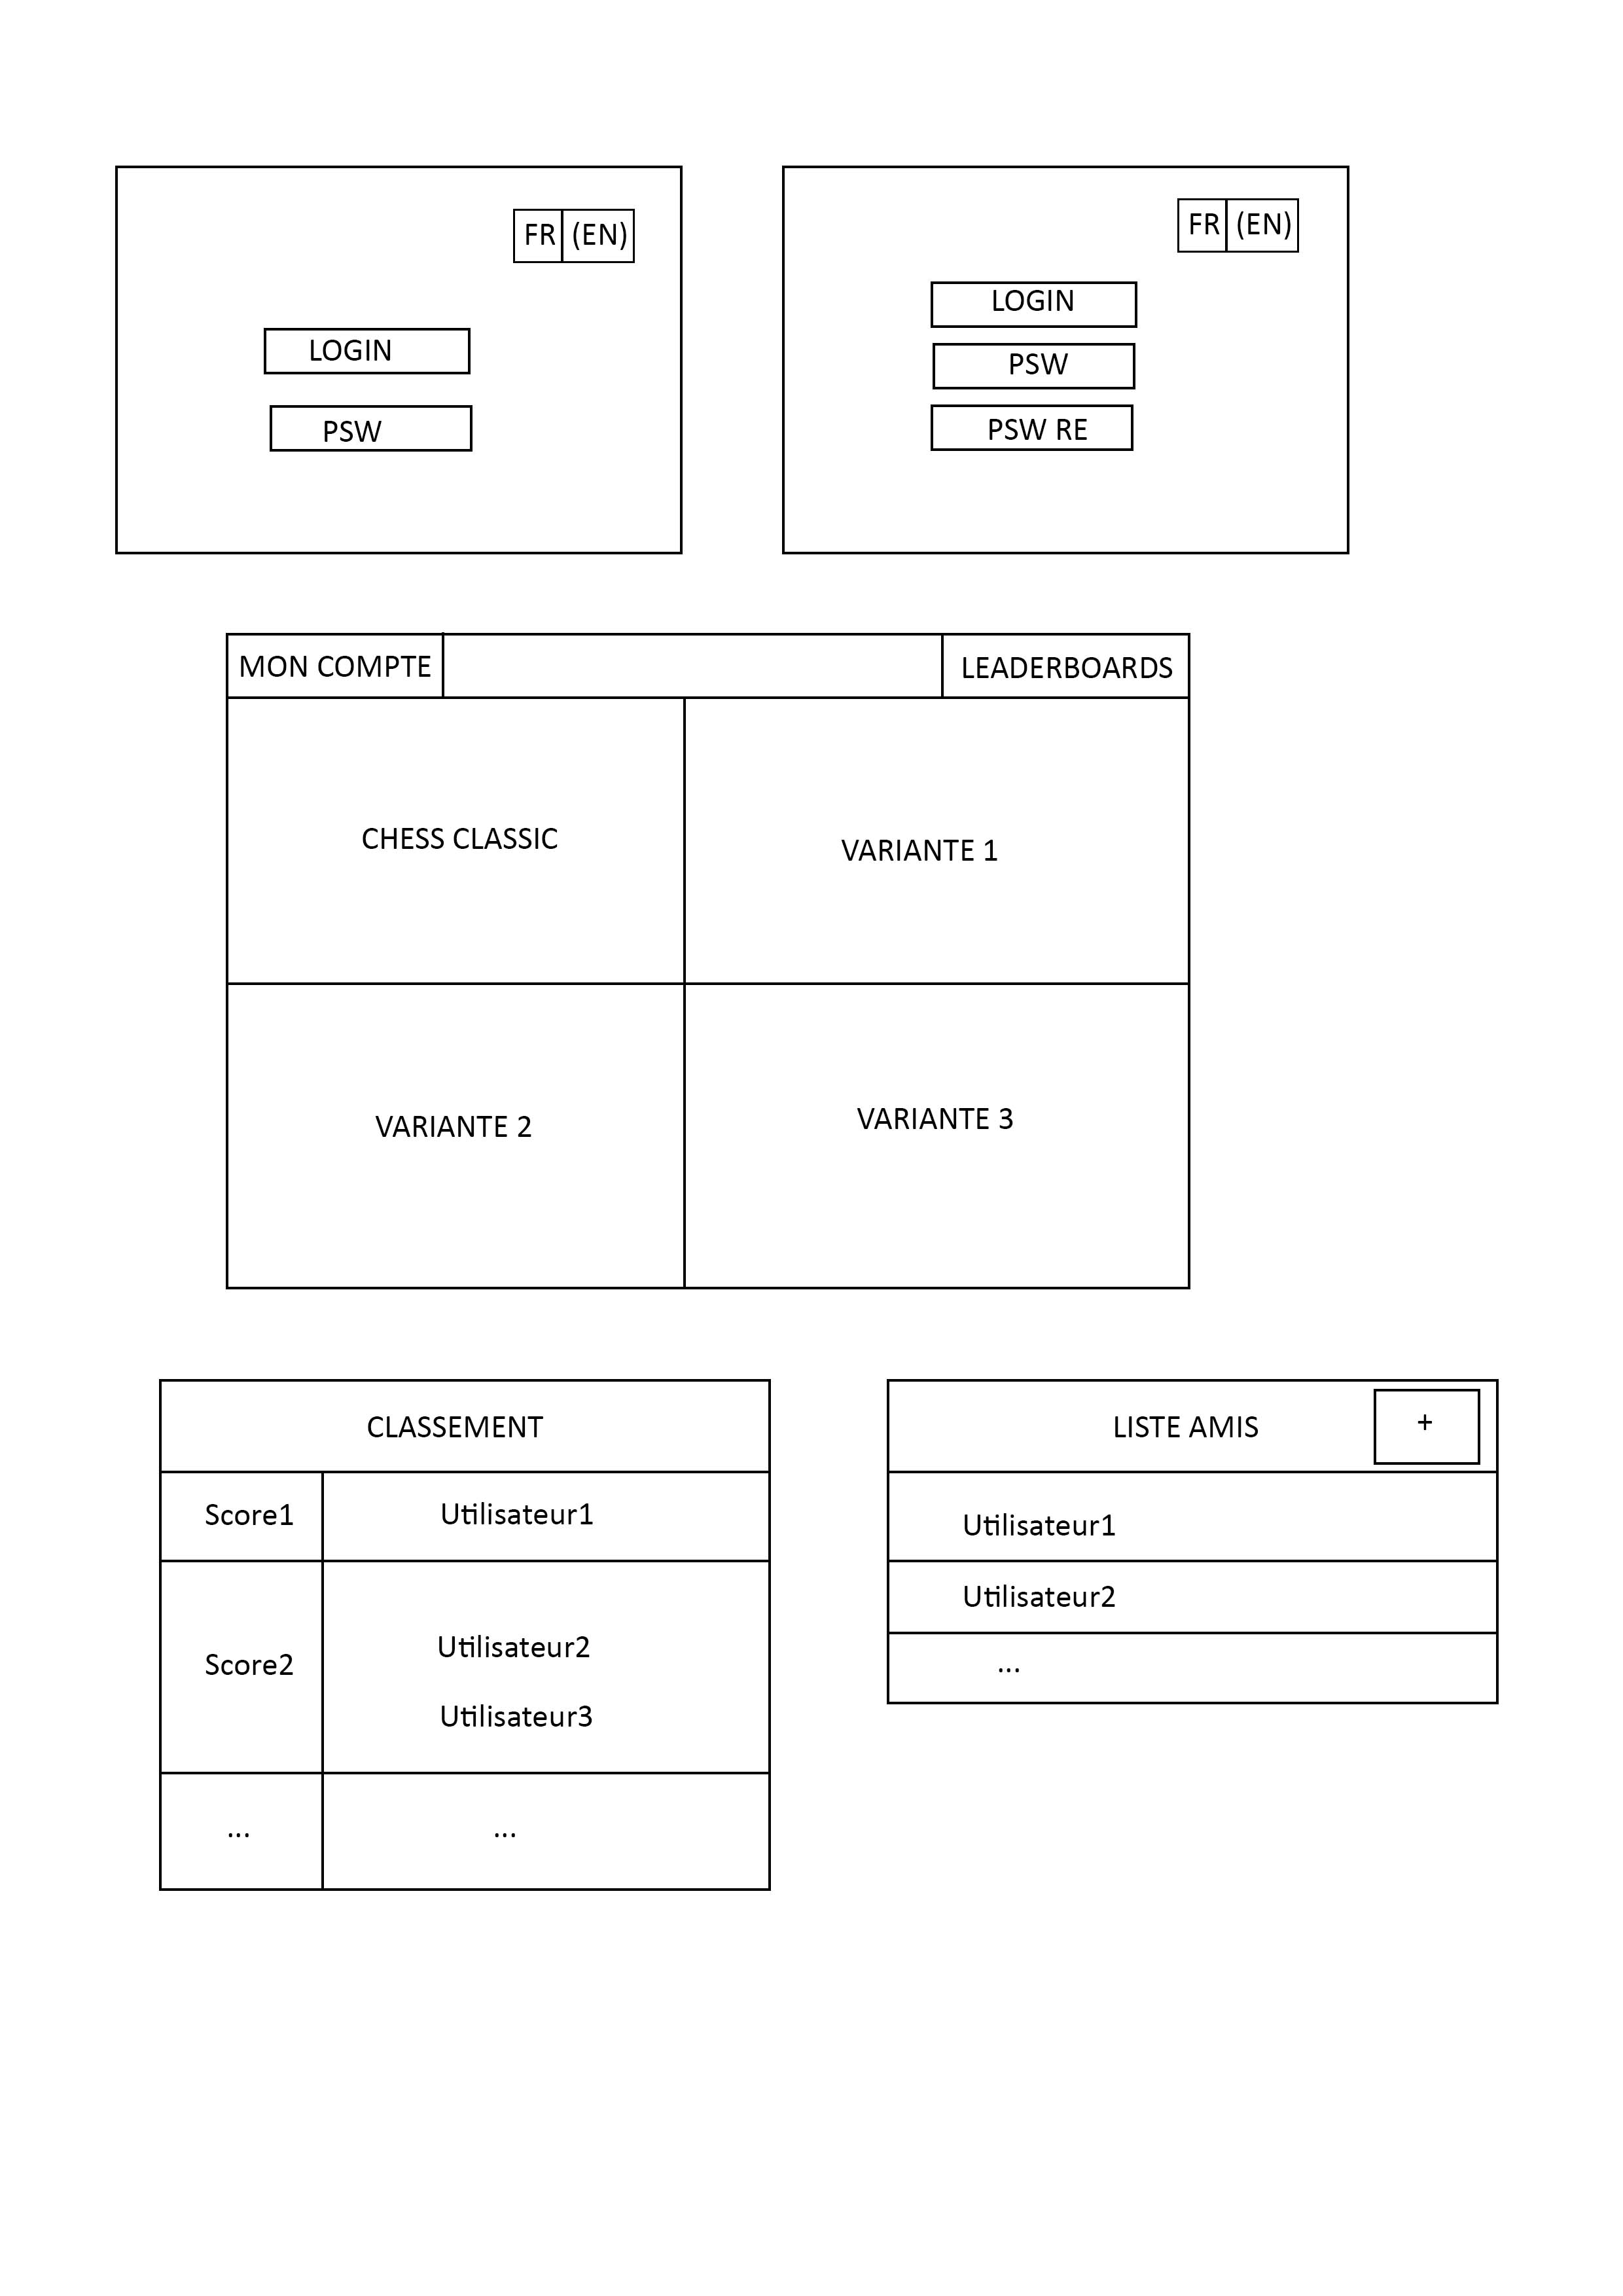 FR (EN)
LOGIN
PSW
FR (EN)
LOGIN
PSW
PSW RE
MON COMPTE LEADERBOARDS
CHESS CLASSIC VARIANTE 1
VARIANTE 2 VARIANTE 3
CLASSEMENT
Score1 Utilisateur1
Score2 Utilisateur2
Utilisateur3
... ...
LISTE AMIS +
Utilisateur1
Utilisateur2
...